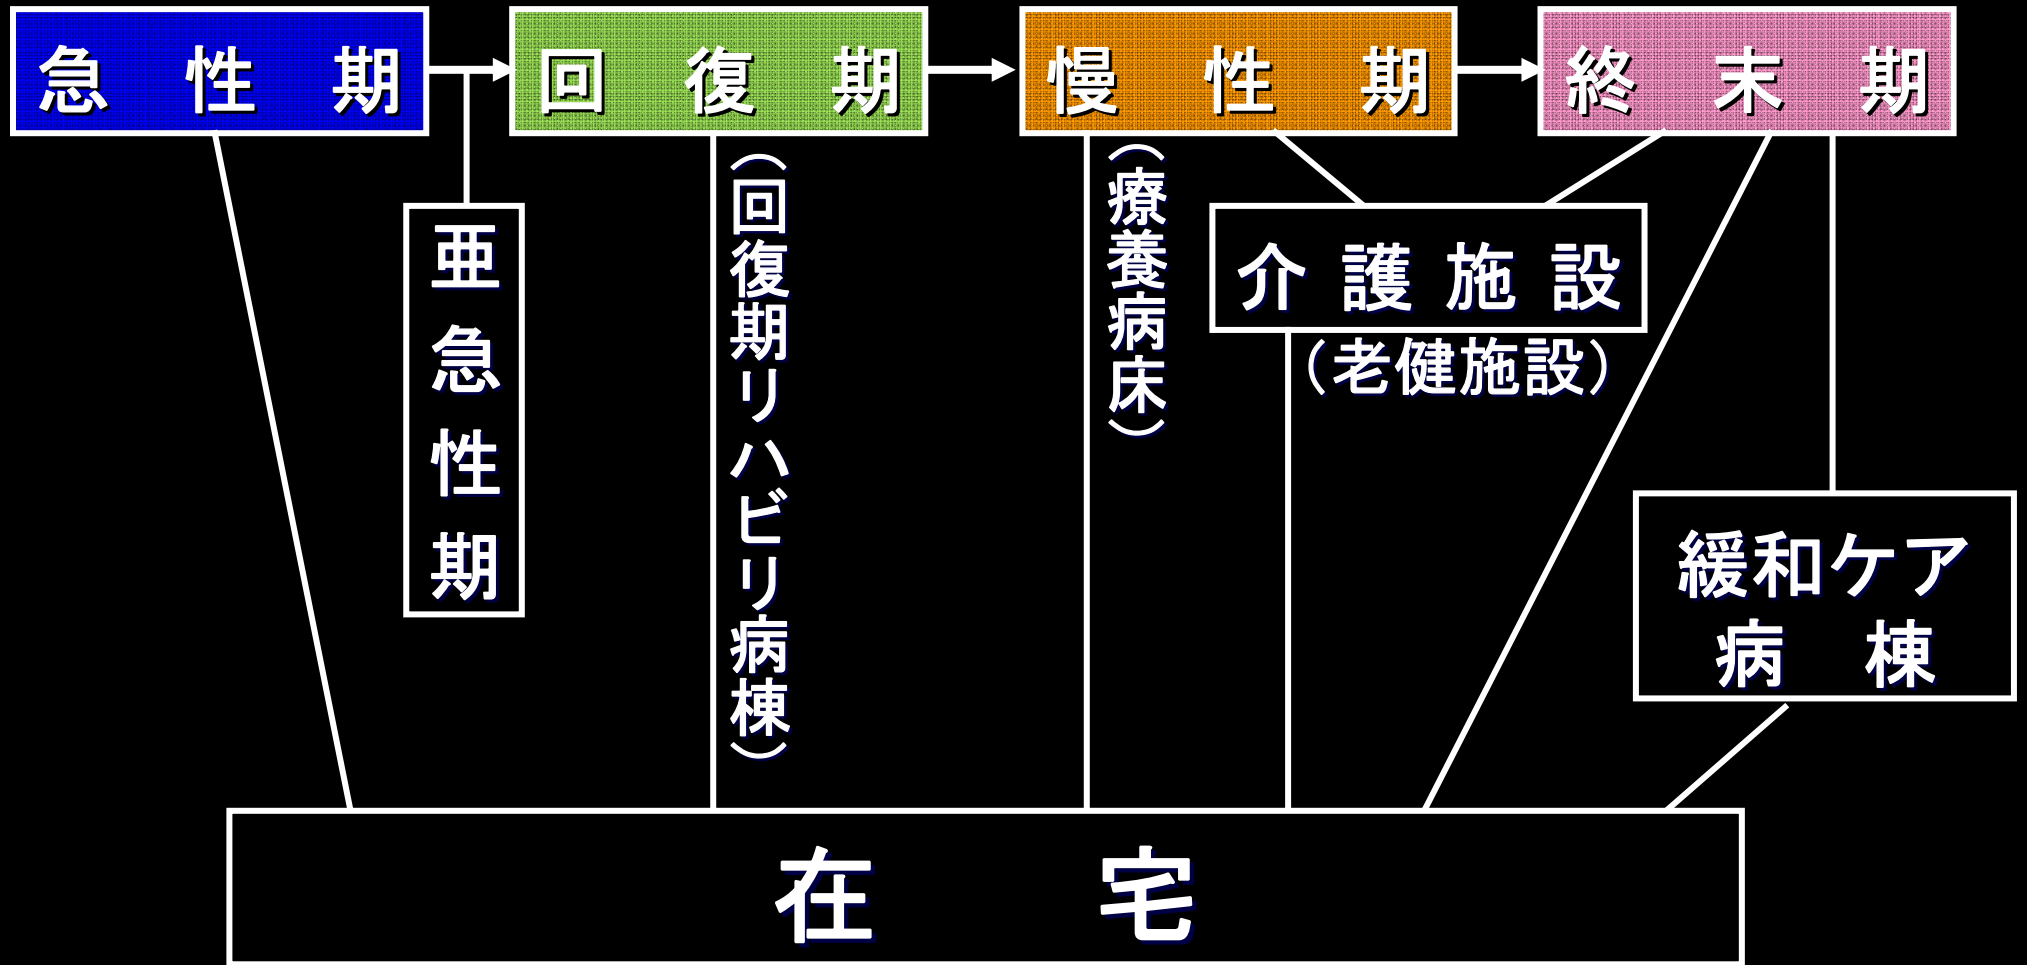 急性期
回復期
慢性期
終末期
亜急性期
（回復期リハビリ病棟）
（療養病床）
介護施設
（老健施設）
緩和ケア
病棟
在宅